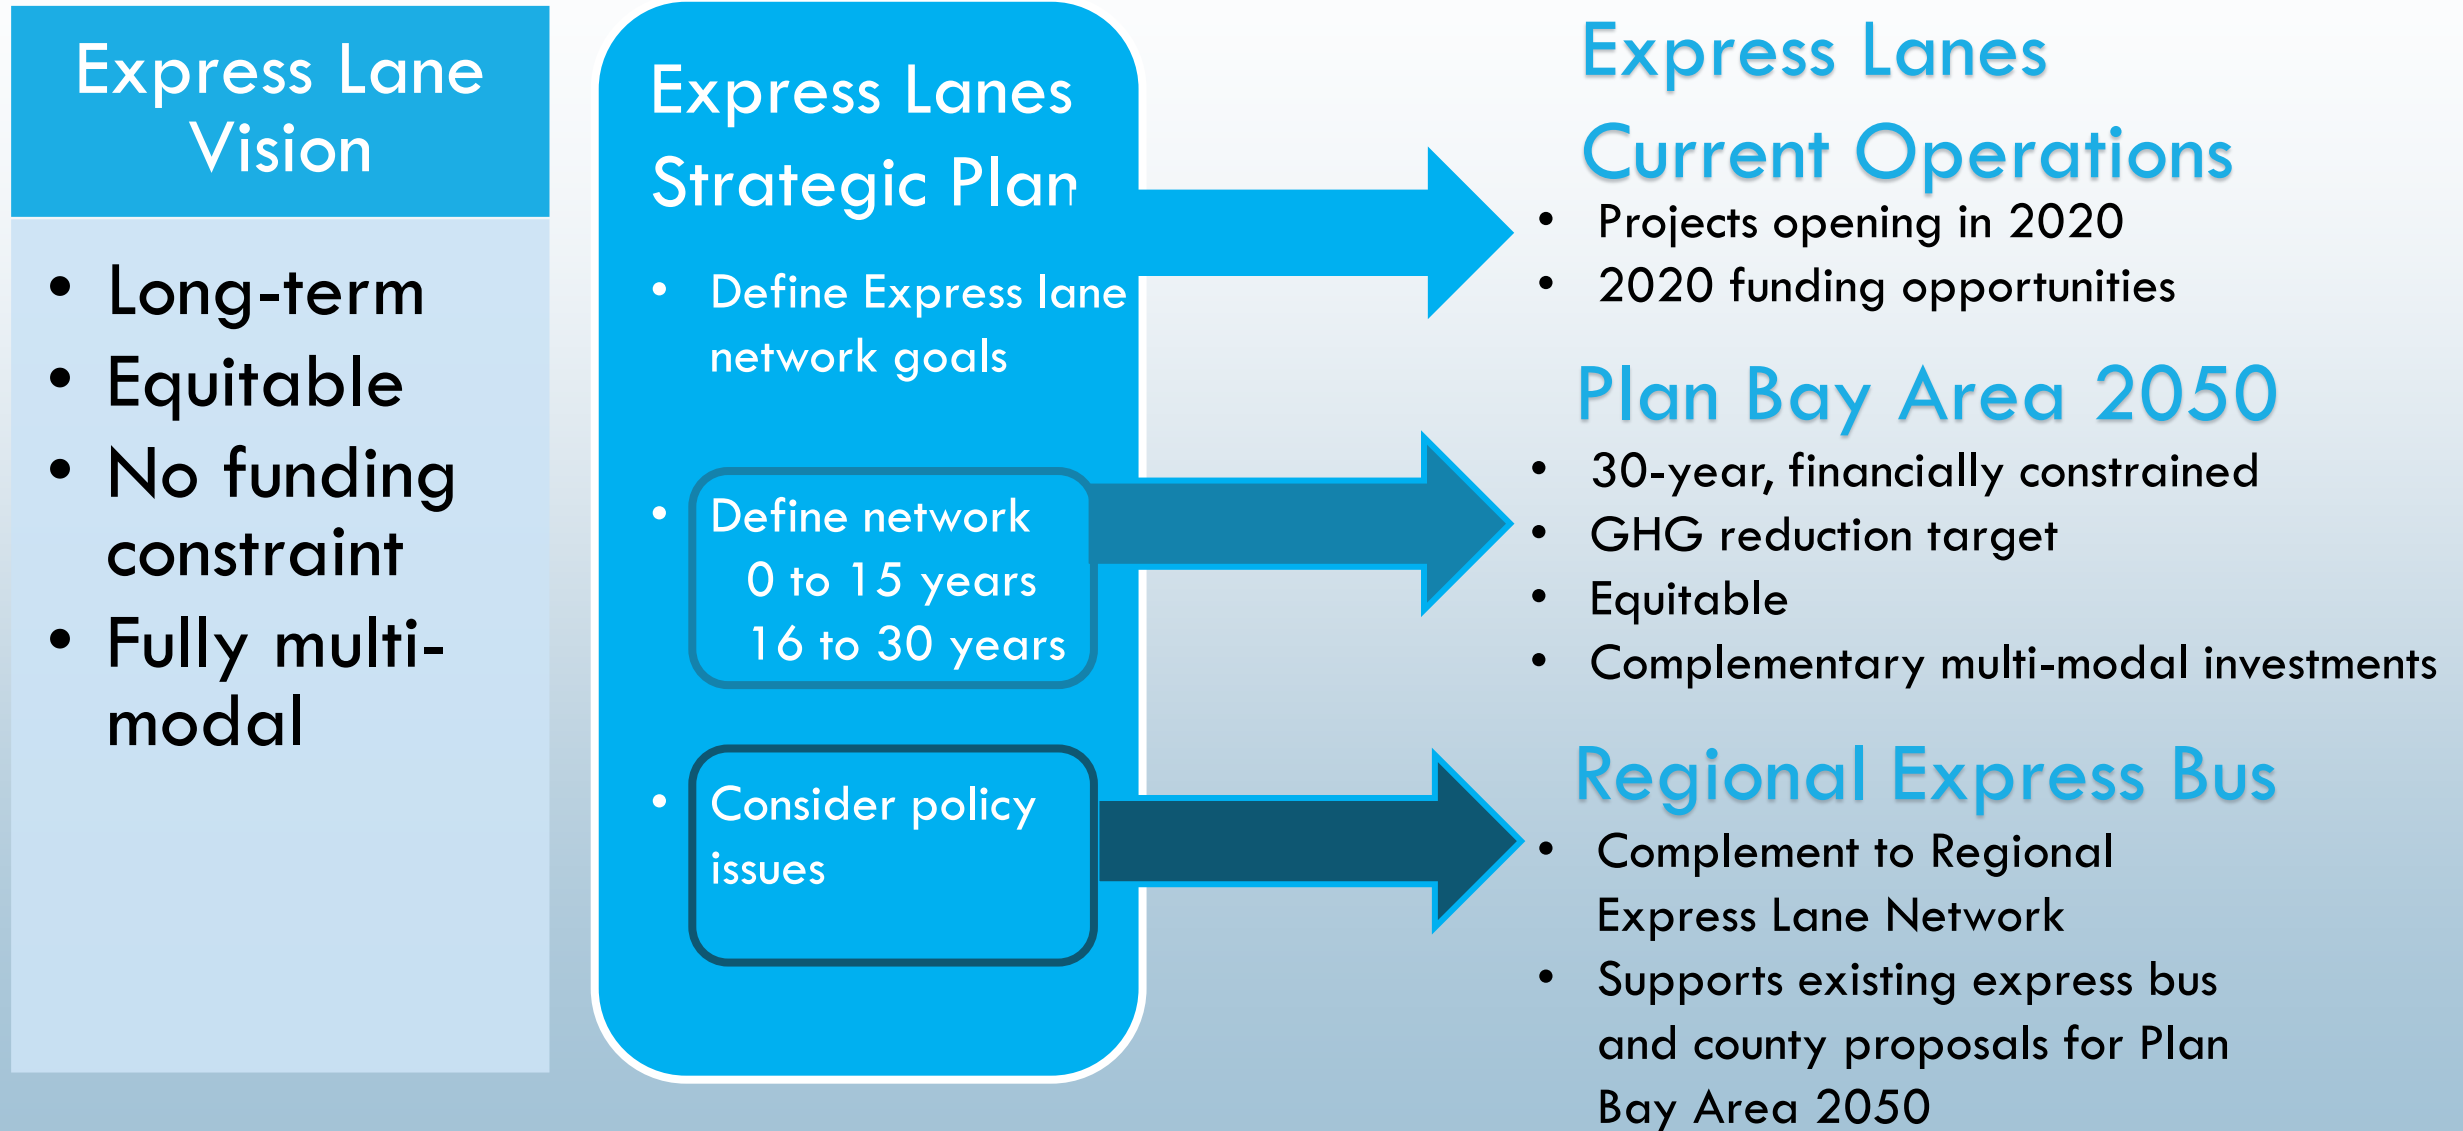 Express Lane
Vision
• Long-term
• Equitable
• No funding
constraint
• Fully multi-
modal
Express Lanes
Strategic Plan
• Define Express lane
network goals
• Define network
0 to 15 years
16 to 30 years
• Consider policy
issues
Express Lanes
Current Operations
• Projects opening in 2020
• 2020 funding opportunities
Plan Bay Area 2050
• 30-year, financially constrained
• GHG reduction target
• Equitable
• Complementary multi-modal investments
Regional Express Bus
• Complement to Regional
Express Lane Network
• Supports existing express bus
and county proposals for Plan
Bay Area 2050